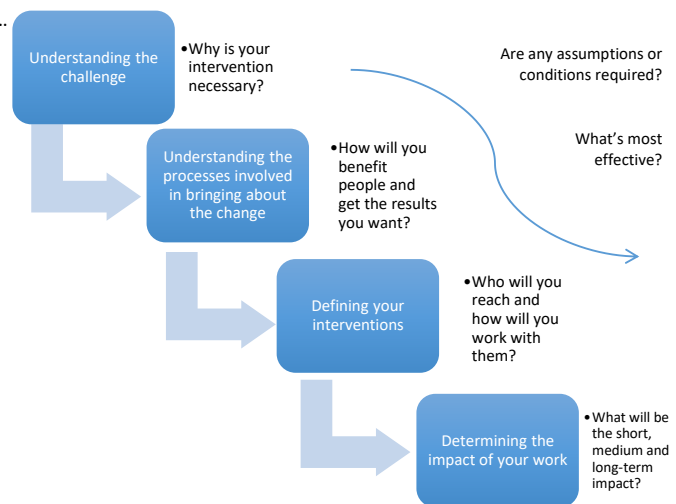 ..
Understanding the
challenge
•Why is your
intervention
necessary?
Are any assumptions or
conditions required?
What's most
effective?
Understanding the
processes involved
in bringing about
the change
•How will you
benefit
people and
get the results
you want?
Defining your
interventions
•Who will you
reach and
how will you
work with
them?
Determining the
impact of your work
•What will be
the short,
medium and
long-term
impact?